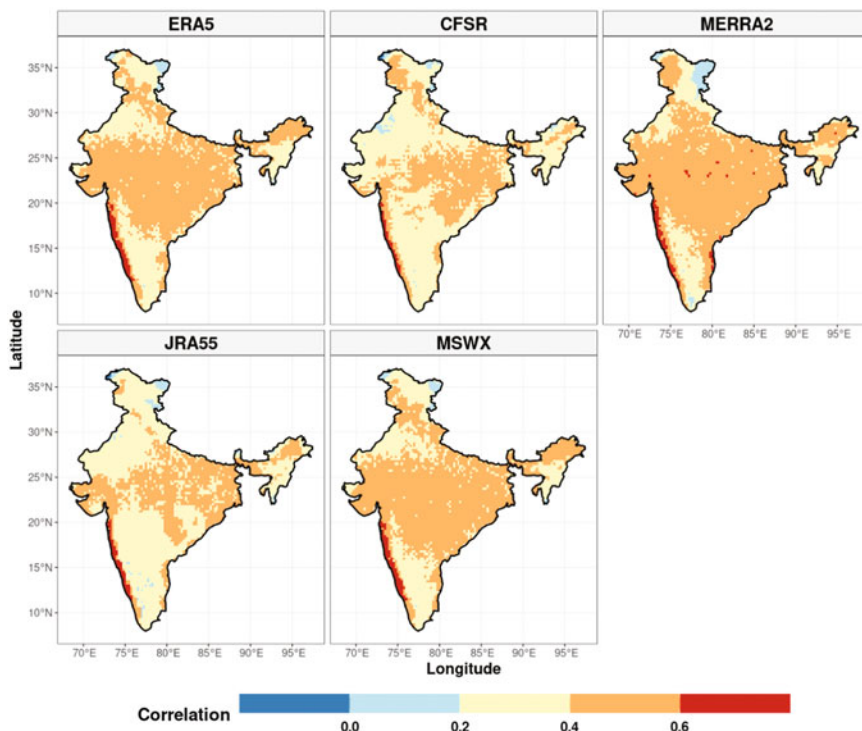 ERA5 CFSR MERRA2
35°N
30°N
25°N
20°N
15°N
10°N
70°E 75°E 80°E 85°E 90°E 95°E
JRA55 MSWX
35°N
30°N
25°N
20°N
15°N
10°N
70°E 75°E 80°E 85°E 90°E 95°E 70°E 75°E 80°E 85°E 90°E 95°E
Latitude
Longitude
Correlation
0.0 0.2 0.4 0.6